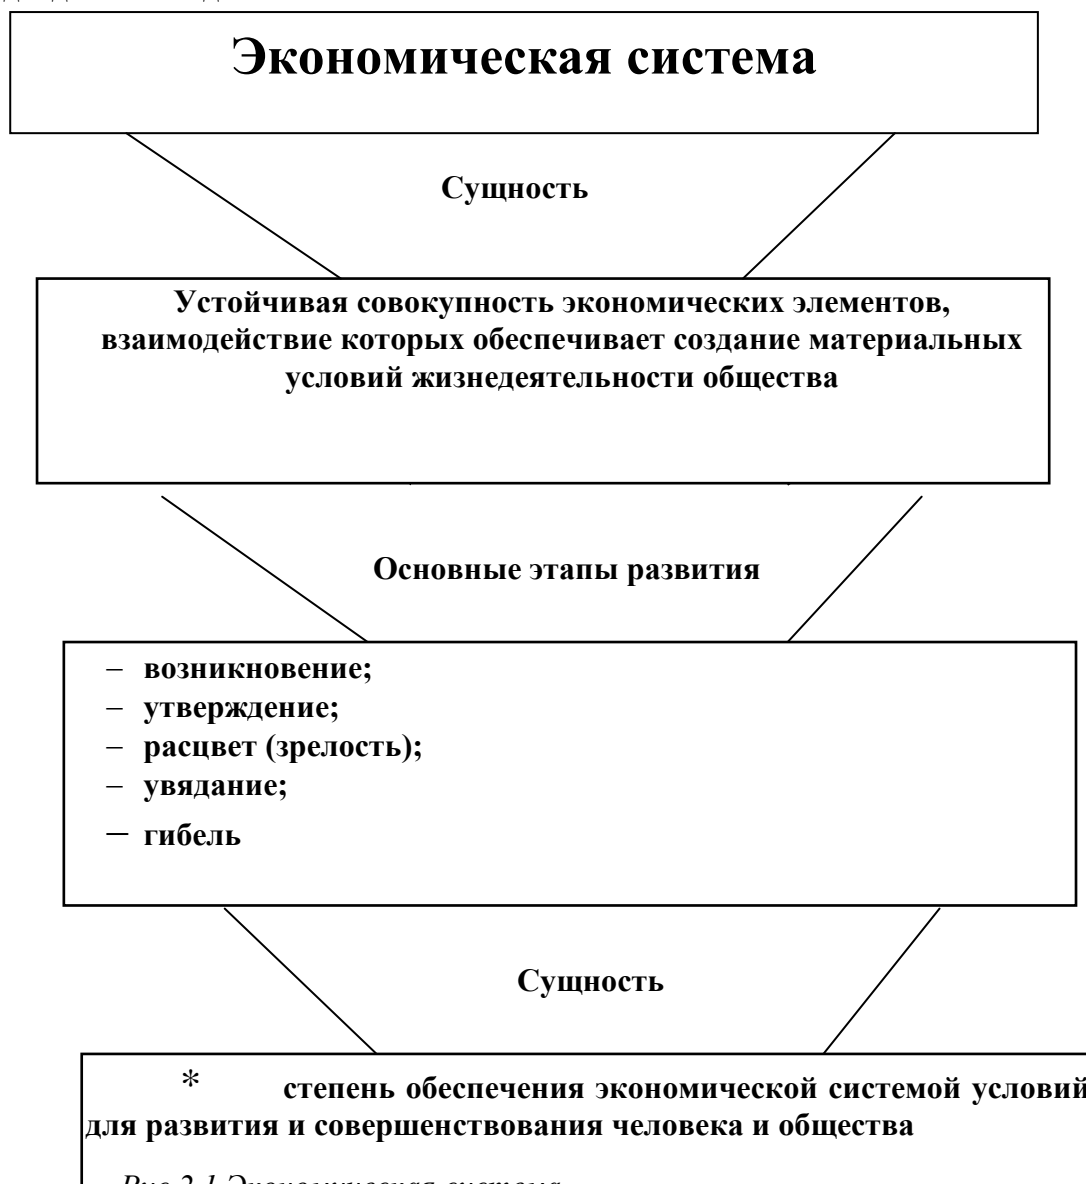 Экономическая система
Сущность
Устойчивая совокупность экономических элементов,
взаимодействие которых обеспечивает создание материальных
условий жизнедеятельности общества
Основные этапы развития
– возникновение;
– утверждение;
– расцвет (зрелость);
– увядание;
– гибель
Сущность
* степень обеспечения экономической системой условий
для развития и совершенствования человека и общества
Рис 2.1 Экономическая система